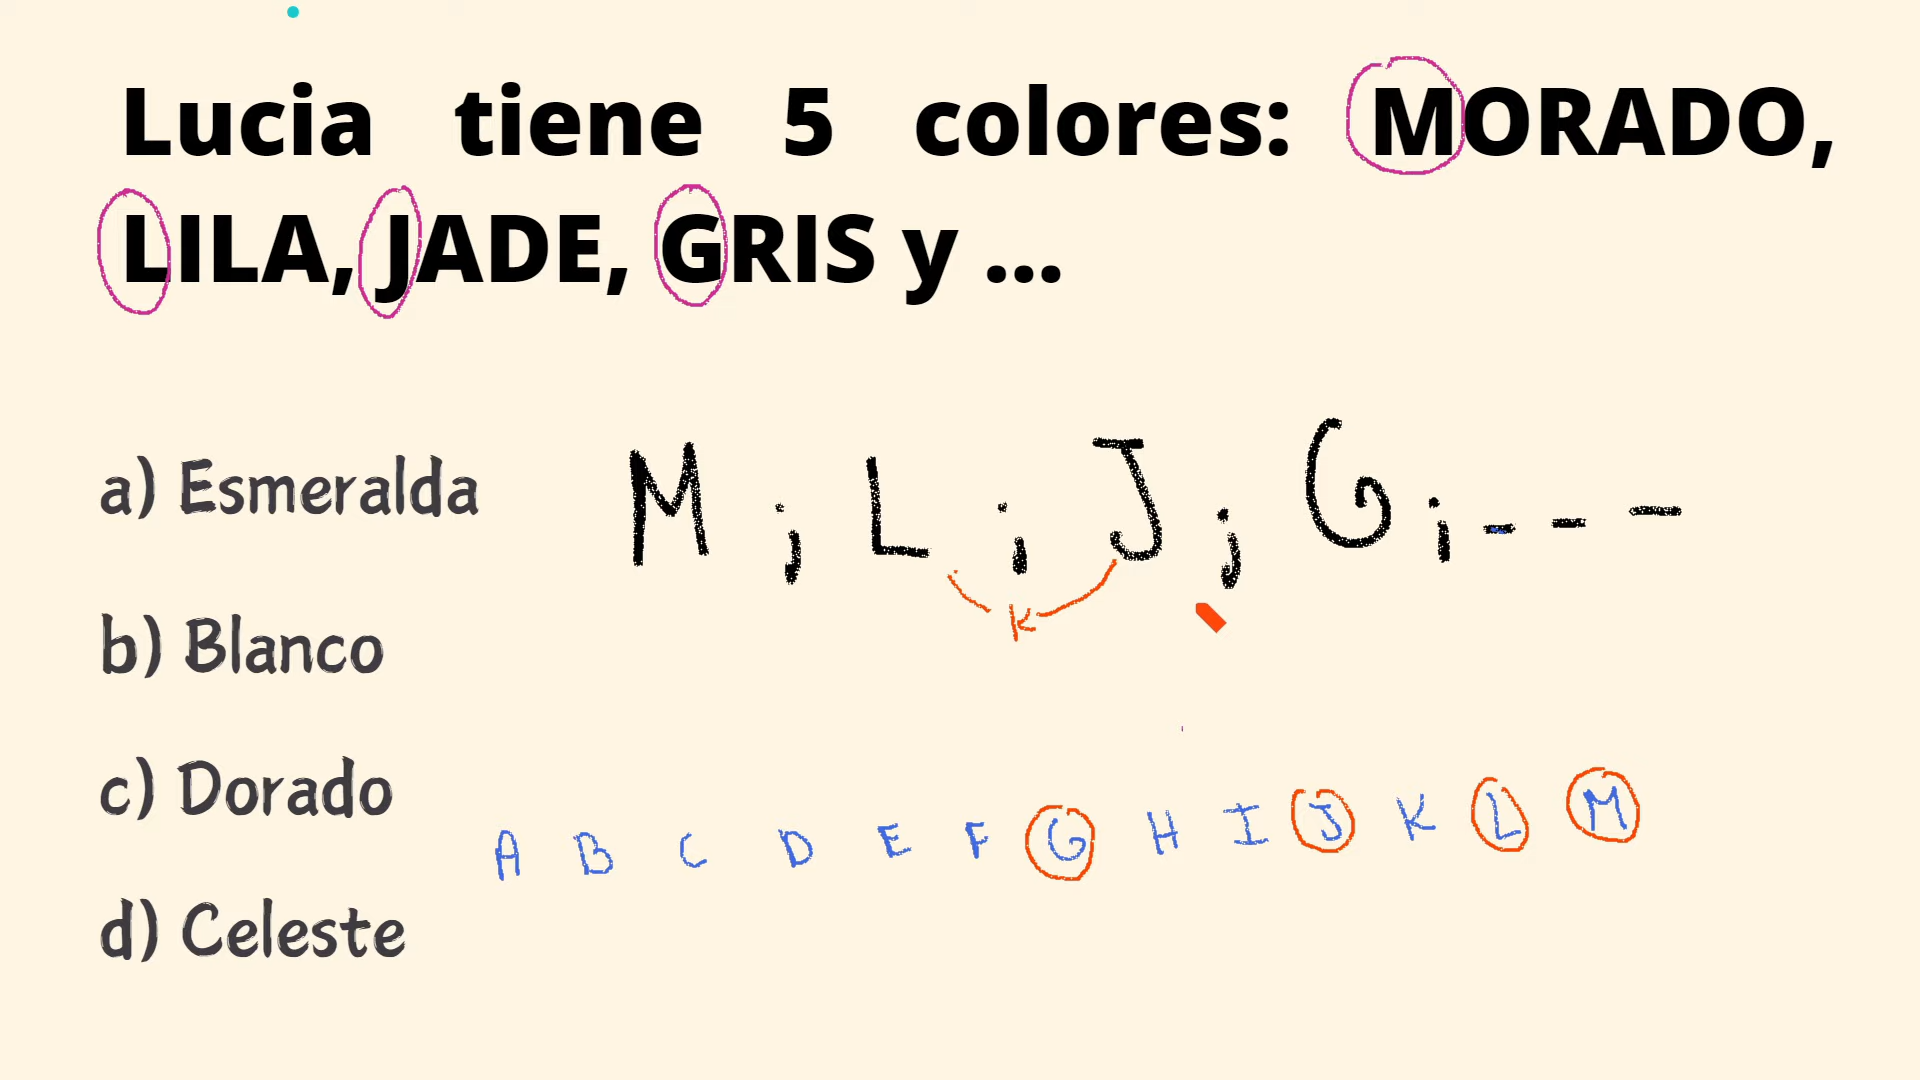 Lucia tiene 5 colores: MORADO,
LILA, JADE, GRIS y ...
a) Esmeralda
M ; L ; J ; G ; - - -
K
b) Blanco
c) Dorado
A B C D E F G H I J K L M
d) Celeste